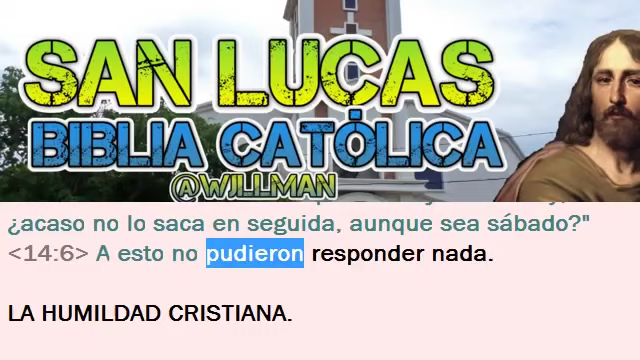 SAN LUCAS
BIBLIA CATÓLICA
@WJLLMAN
¿acaso no lo saca en seguida, aunque sea sábado?"
<14:6> A esto no pudieron responder nada.
LA HUMILDAD CRISTIANA.